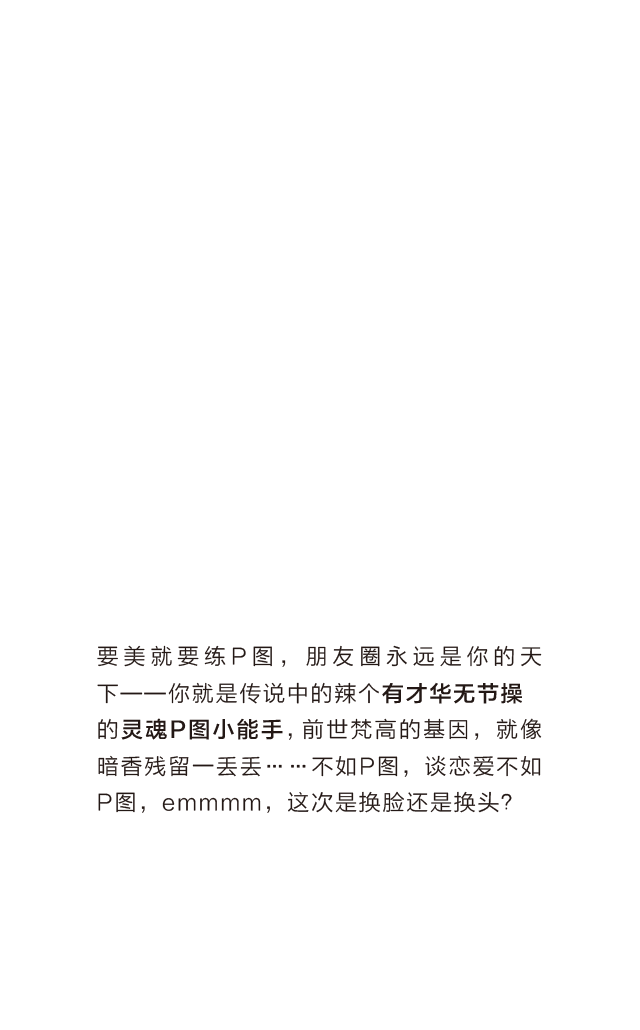 要美就要练P图，朋友圈永远是你的天
下——你就是传说中的辣个有才华无节操
的灵魂P图小能手，前世梵高的基因，就像
暗香残留一丢丢……不如P图，谈恋爱不如
P图，emmmm，这次是换脸还是换头？